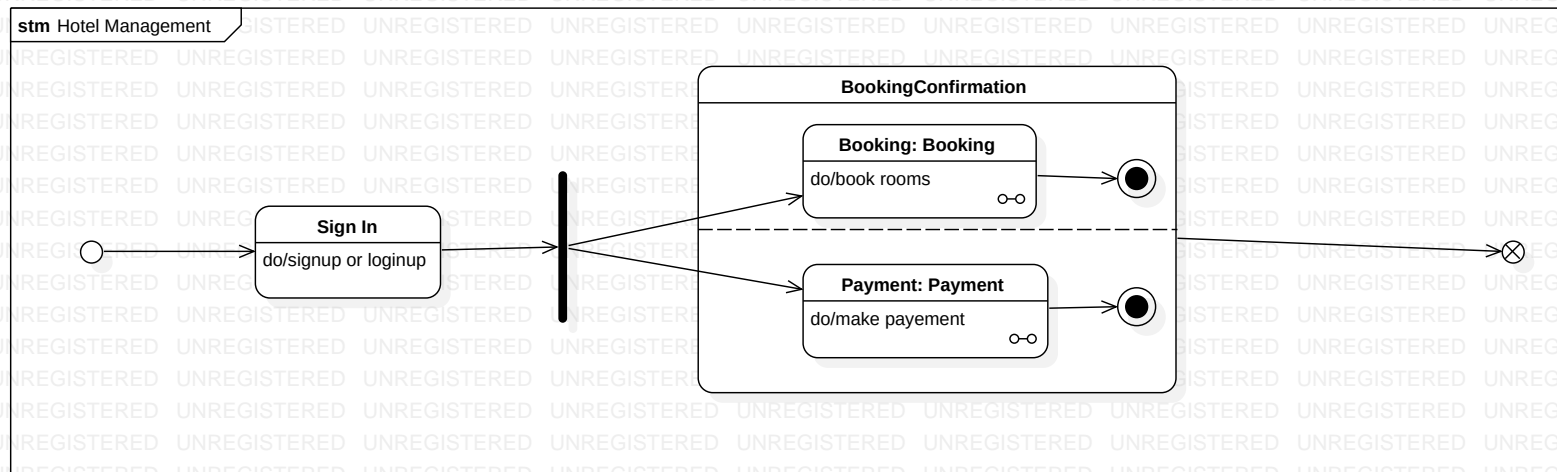 stm Hotel Management
BookingConfirmation
Booking: Booking
do/book rooms
Sign In
do/signup or loginup
Payment: Payment
do/make payement
UNREGISTERED